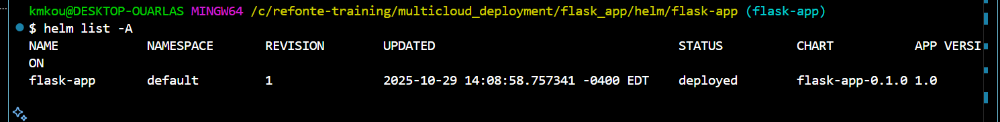 kmkou@DESKTOP-OUARLAS MINGW64 /c/refonte-training/multicloud_deployment/flask_app/helm/flask-app (flask-app)
$ helm list -A
NAME NAMESPACE REVISION UPDATED STATUS CHART APP VERSI
ON
flask-app default 1 2025-10-29 14:08:58.757341 -0400 EDT deployed flask-app-0.1.0 1.0